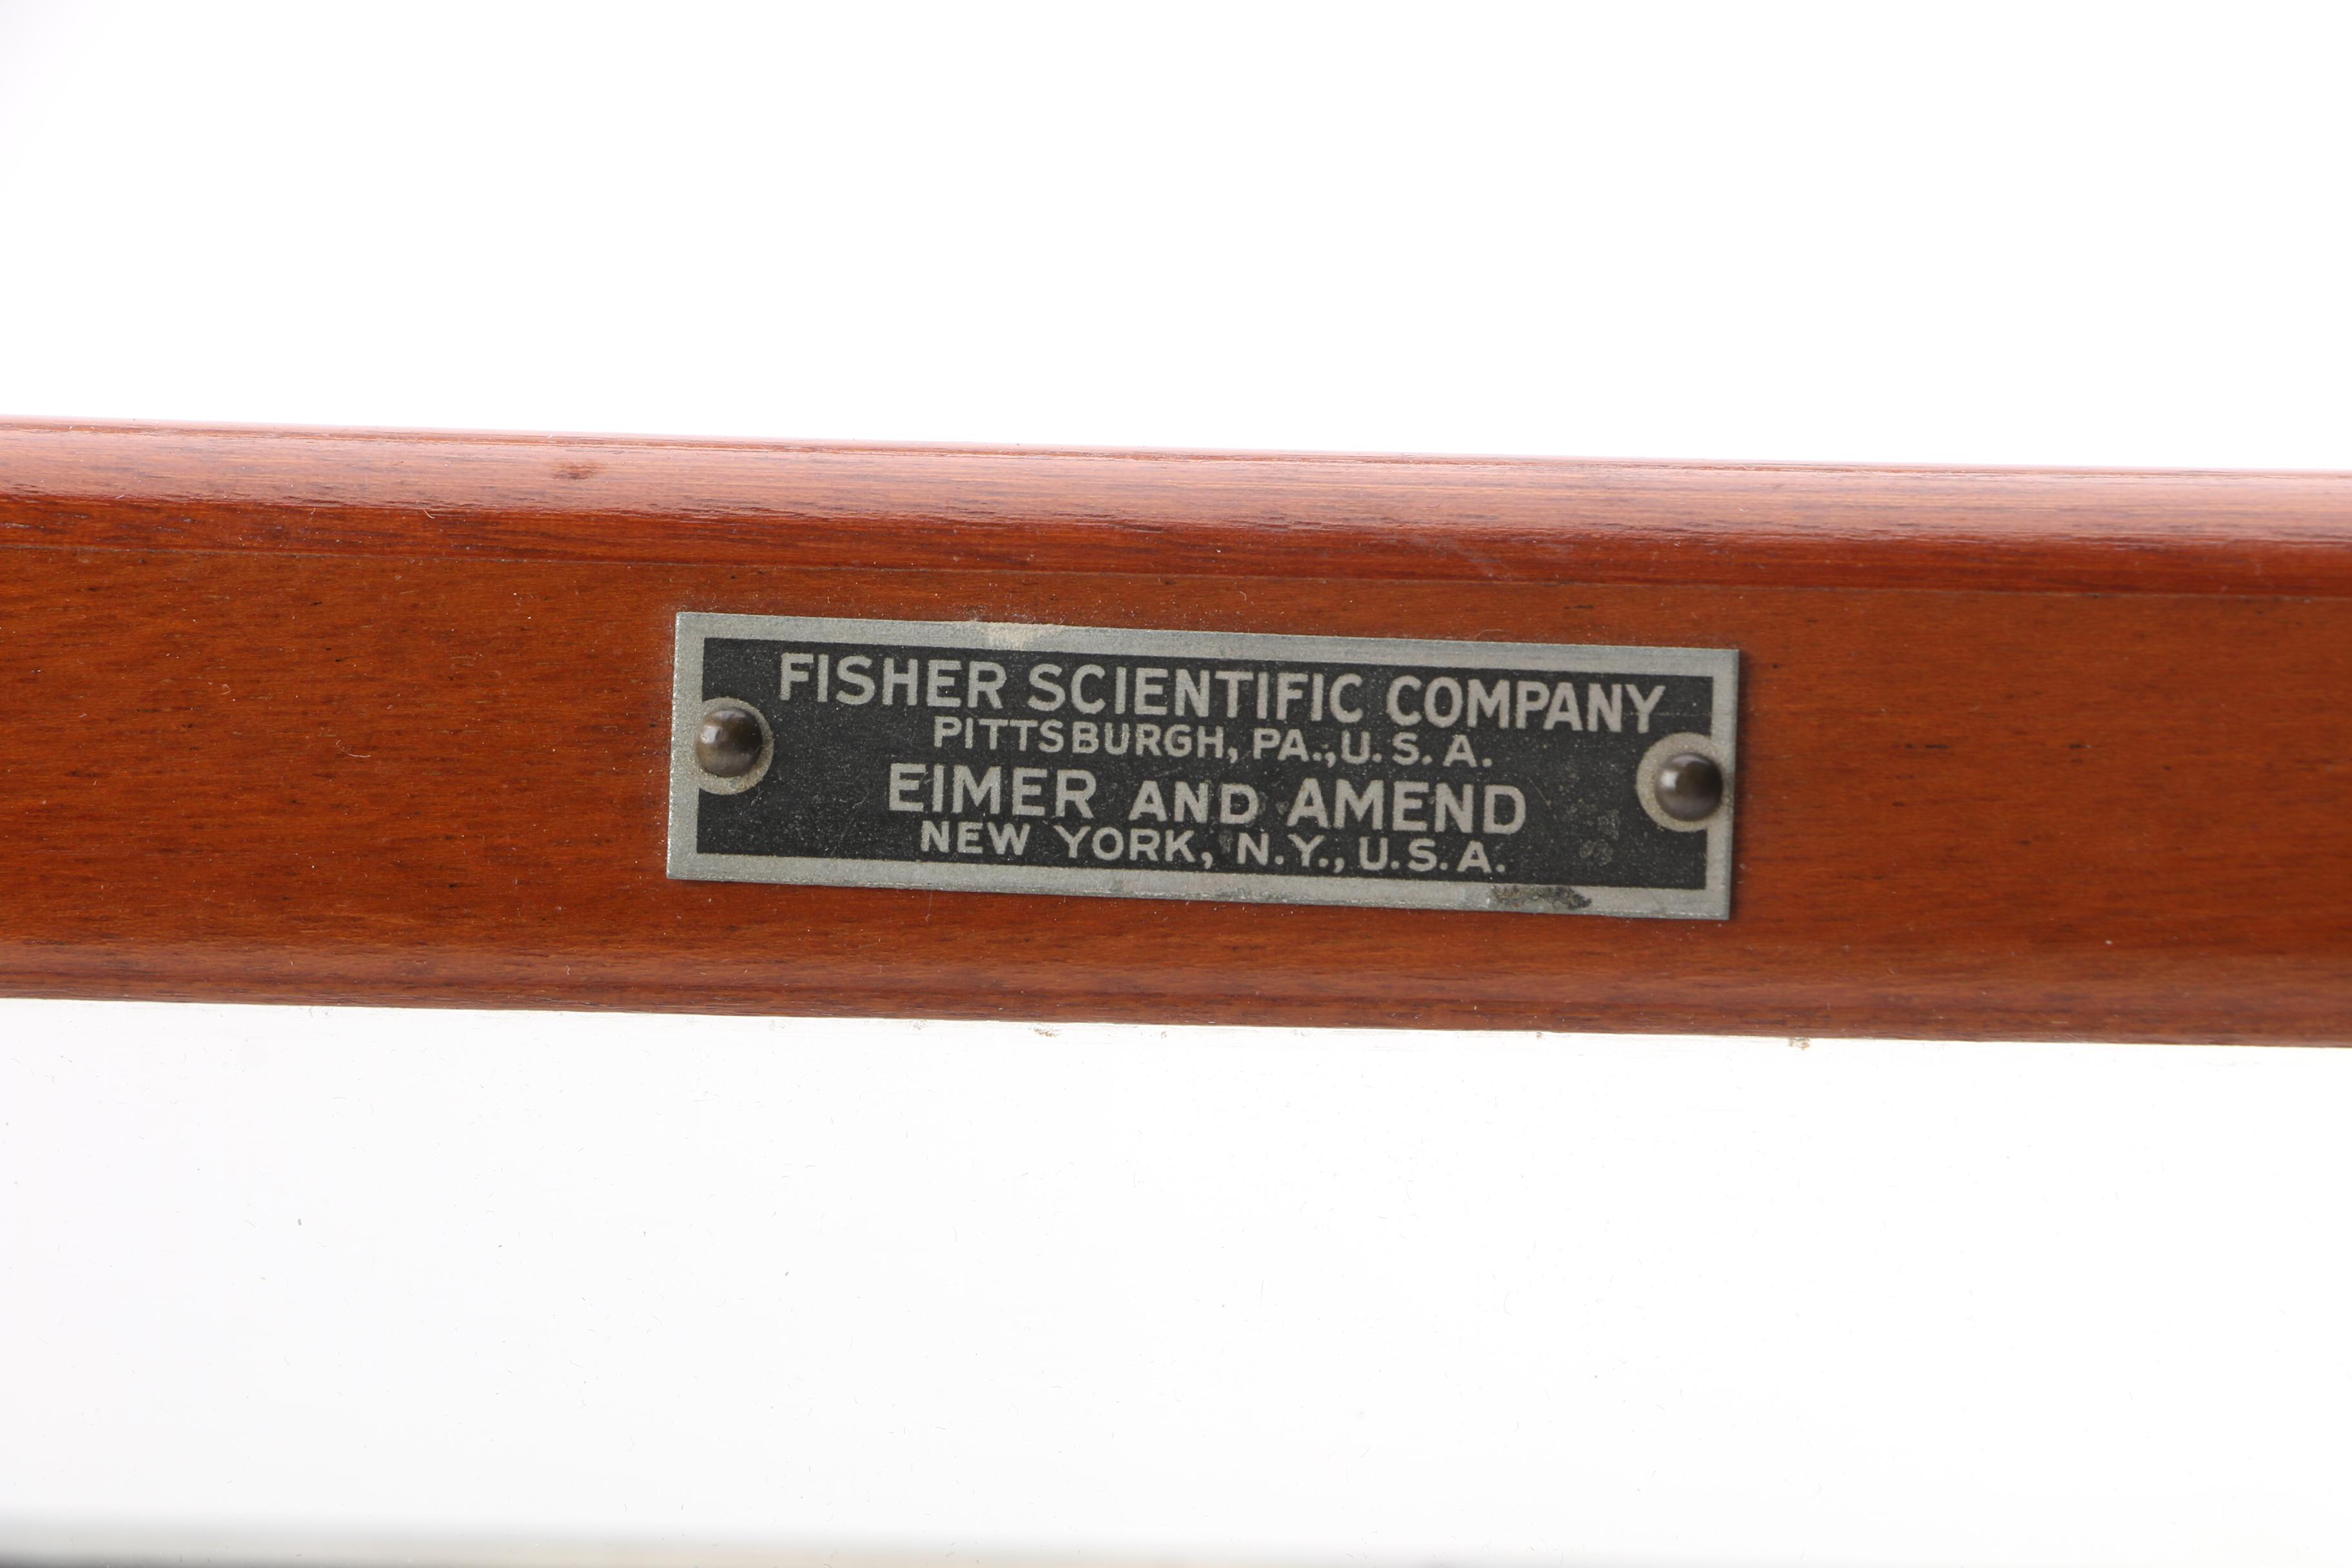 FISHER SCIENTIFIC COMPANY
PITTSBURGH, PA., U.S.A.
EIMER AND AMEND
NEW YORK, N.Y., U.S.A.